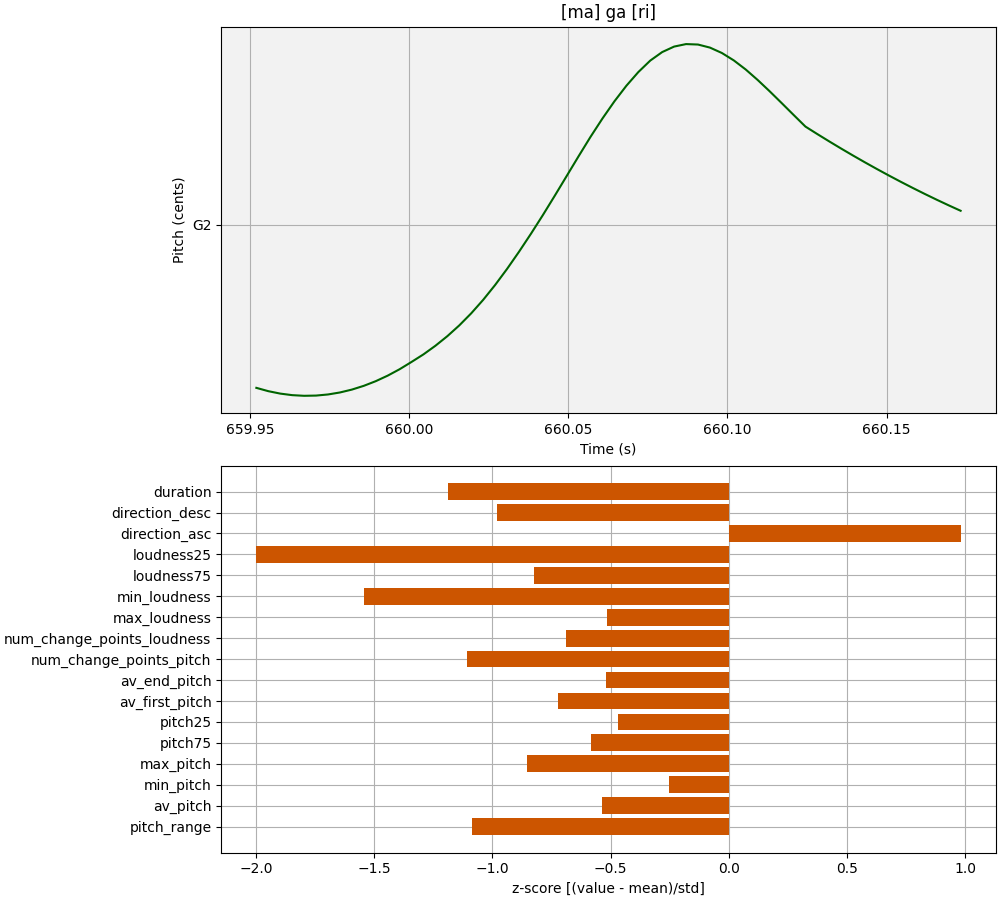 [ma] ga [ri]
Pitch (cents)
G2
659.95 660.00 660.05 660.10 660.15
Time (s)
duration
direction_desc
direction_asc
loudness25
loudness75
min_loudness
max_loudness
num_change_points_loudness
num_change_points_pitch
av_end_pitch
av_first_pitch
pitch25
pitch75
max_pitch
min_pitch
av_pitch
pitch_range
−2.0 −1.5 −1.0 −0.5 0.0 0.5 1.0
z-score [(value - mean)/std]